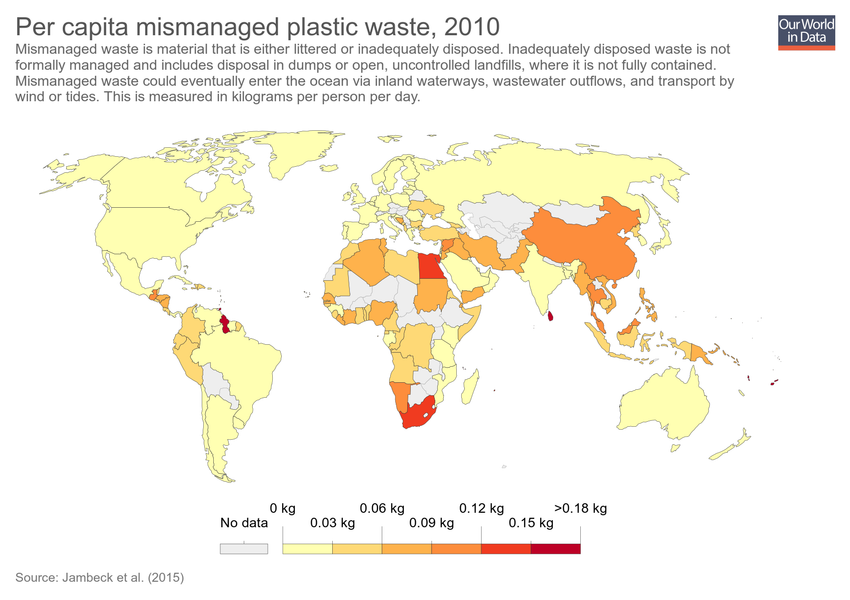 Per capita mismanaged plastic waste, 2010
Our World
in Data
Mismanaged waste is material that is either littered or inadequately disposed. Inadequately disposed waste is not
formally managed and includes disposal in dumps or open, uncontrolled landfills, where it is not fully contained.
Mismanaged waste could eventually enter the ocean via inland waterways, wastewater outflows, and transport by
wind or tides. This is measured in kilograms per person per day.
0 kg 0.06 kg 0.12 kg >0.18 kg
No data 0.03 kg 0.09 kg 0.15 kg
Source: Jambeck et al. (2015)